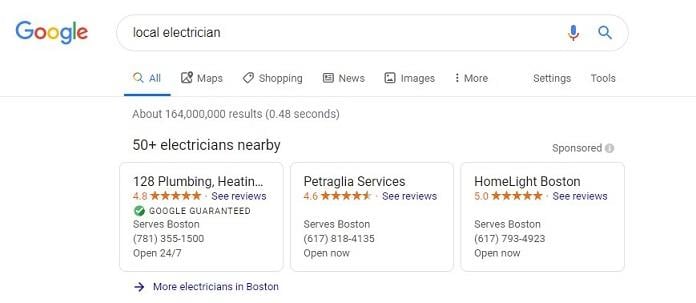 Google
local electrician
All Maps Shopping News Images More Settings Tools
About 164,000,000 results (0.48 seconds)
50+ electricians nearby
Sponsored
128 Plumbing, Heatin...
4.8 · See reviews
GOOGLE GUARANTEED
Serves Boston
(781) 355-1500
Open 24/7
Petraglia Services
4.6 · See reviews
Serves Boston
(617) 818-4135
Open now
HomeLight Boston
5.0 · See reviews
Serves Boston
(617) 793-4923
Open now
More electricians in Boston